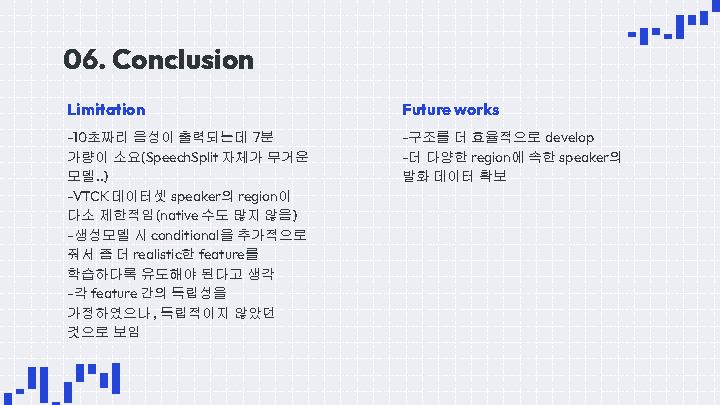 06. Conclusion
Limitation
-10초짜리 음성이 출력되는데 7분
가량이 소요(SpeechSplit 자체가 무거운
모델..)
-VTCK데이터셋 speaker의 region이
다소 제한적임(native 수도 많지 않음)
-생성모델 시 conditional을 추가적으로
줘서 좀 더 realistic한 feature를
학습하다록 유도해야 된다고 생각
-각 feature 간의 독립성을
가정하였으나, 독립적이지 않았던
것으로 보임
Future works
-구조를 더 효율적으로 develop
-더 다양한 region에 속한 speaker의
발화 데이터 확보